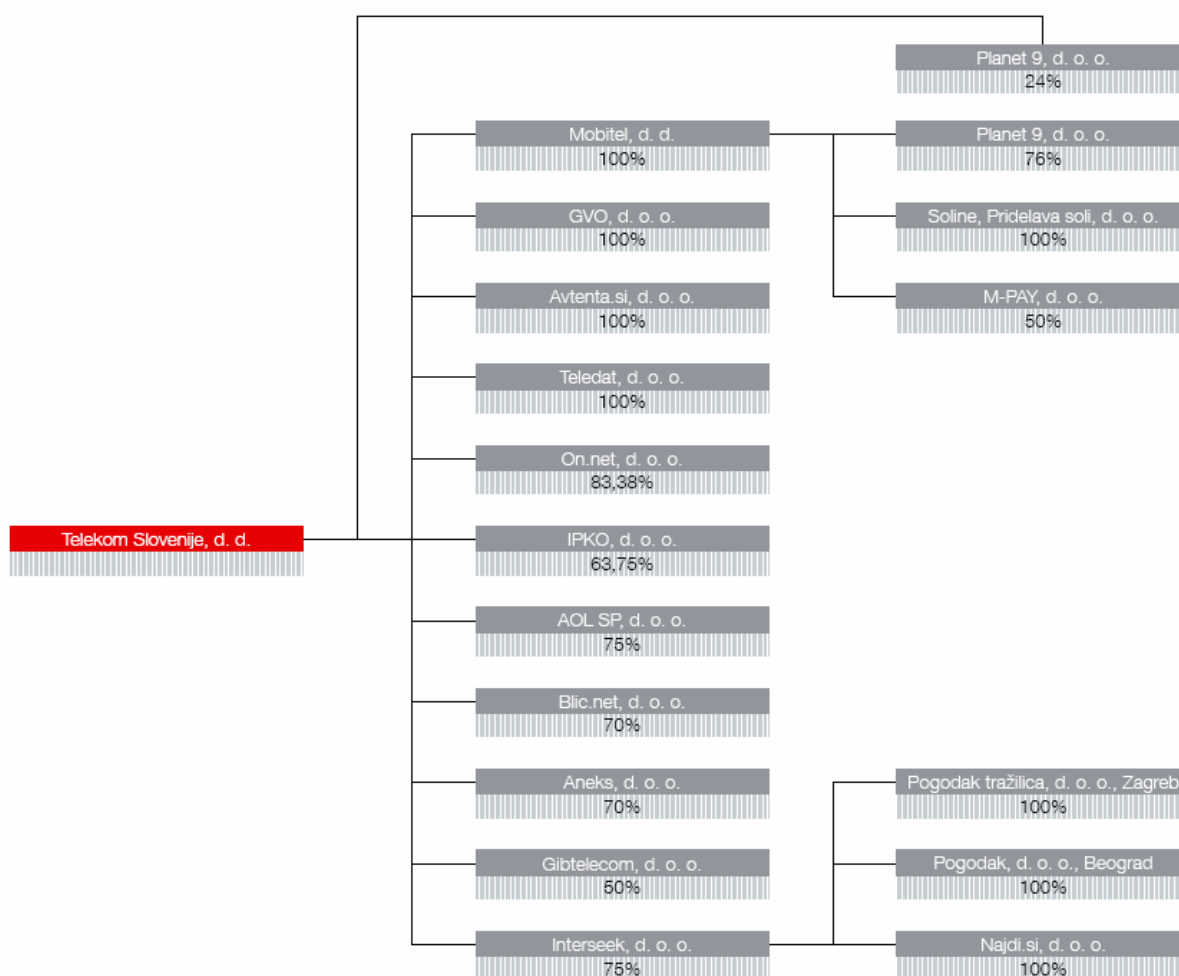 Planet 9, d. o. o.
24%
Mobitel, d. d.
100%
Planet 9, d. o. o.
76%
GVO, d. o. o.
100%
Soline, Pridelava soli, d. o. o.
100%
Avtenta.si, d. o. o.
100%
M-PAY, d. o. o.
50%
Teledat, d. o. o.
100%
On.net, d. o. o.
83,38%
Telekom Slovenije, d. d.
IPKO, d. o. o.
63,75%
AOL SP, d. o. o.
75%
Blic.net, d. o. o.
70%
Aneks, d. o. o.
70%
Pogodak tražilica, d. o. o., Zagreb
100%
Gibtelecom, d. o. o.
50%
Pogodak, d. o. o., Beograd
100%
Interseek, d. o. o.
75%
Najdi.si, d. o. o.
100%